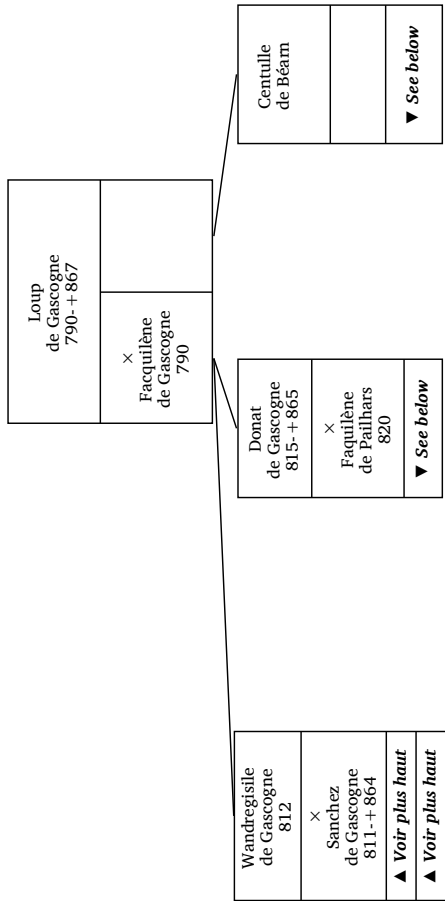 Loup
de Gascogne
790-+867
×
Facquilène
de Gascogne
790
Wandregisile
de Gascogne
812
×
Sanchez
de Gascogne
811-+864
▲ Voir plus haut
▲ Voir plus haut
Donat
de Gascogne
815-+865
×
Faquilène
de Pailhars
820
▼ See below
Centulle
de Béarn
▼ See below